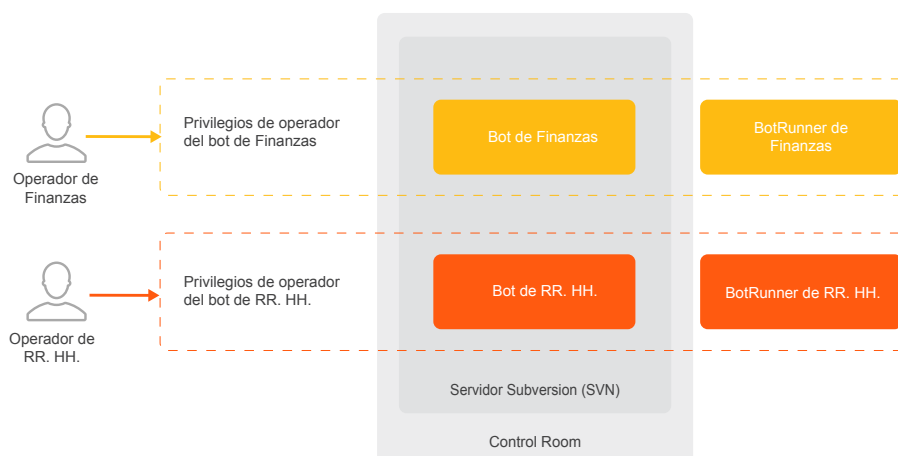 Operador de
Finanzas
Privilegios de operador
del bot de Finanzas
Bot de Finanzas
BotRunner de
Finanzas
Operador de
RR. HH.
Privilegios de operador
del bot de RR. HH.
Bot de RR. HH.
BotRunner de RR. HH.
Servidor Subversion (SVN)
Control Room